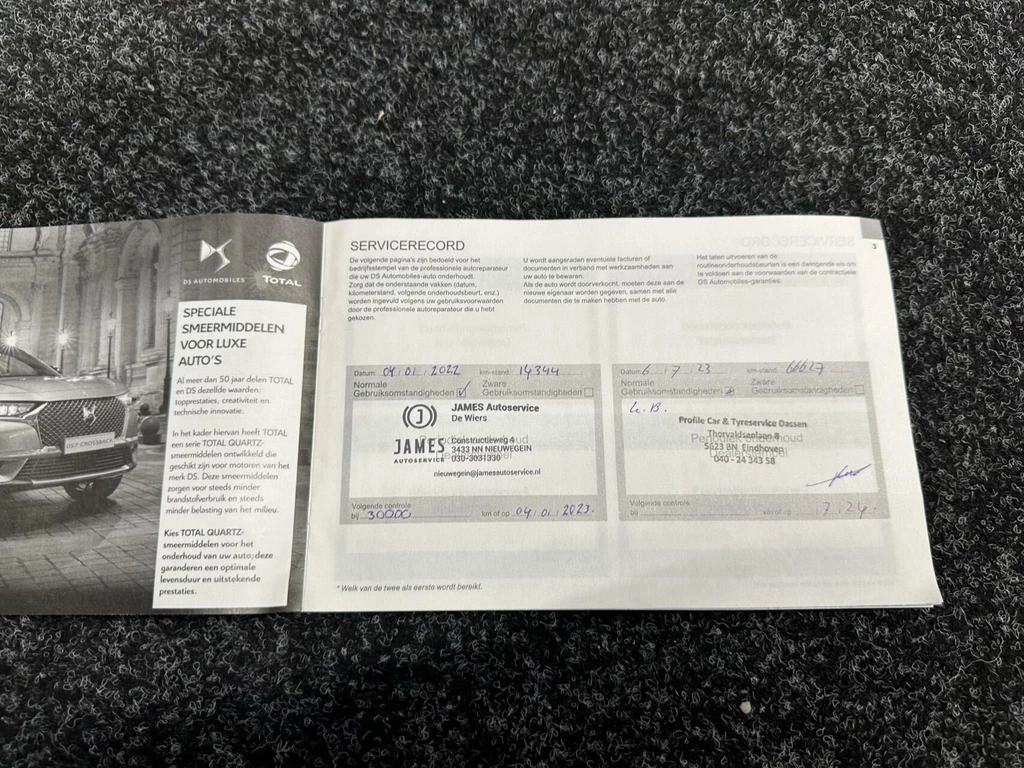 DS AUTOMOBILES
TOTAL
SPECIALE
SMEERMIDDELEN
VOOR LUXE
AUTO'S
Al meer dan 50 jaar delen TOTAL
en DS dezelfde waarden:
topprestaties, creativiteit en
technische innovatie.
In het kader hiervan heeft TOTAL
een serie TOTAL QUARTZ-
smeermiddelen ontwikkeld die
geschikt zijn voor motoren van het
merk DS. Deze smeermiddelen
zorgen voor steeds minder
brandstofverbruik en steeds
minder belasting van het milieu.
Kies TOTAL QUARTZ-
smeermiddelen voor het
onderhoud van uw auto; deze
garanderen een optimale
levensduur en uitstekende
prestaties.
DS 7 CROSSBACK
3
SERVICERECORD
De volgende pagina's zijn bedoeld voor het
bedrijfsstempel van de professionele autoreparateur
die uw DS Automobiles-auto onderhoudt.
Zorg dat de onderstaande vakken (datum,
kilometerstand, volgende onderhoudsbeurt, enz.)
worden ingevuld volgens uw gebruiksvoorwaarden
door de professionele autoreparateur die u hebt
gekozen.
U wordt aangeraden eventuele facturen of
documenten in verband met werkzaamheden aan
uw auto te bewaren.
Als de auto wordt doorverkocht, moeten deze aan de
nieuwe eigenaar worden gegeven, samen met alle
documenten die te maken hebben met de auto.
Het laten uitvoeren van de
routineonderhoudsbeurten is een dwingende eis om
te voldoen aan de voorwaarden van de contractuele
DS Automobiles-garanties.
Datum: 04.01.2022 km-stand: 14344
Normale Zware
Gebruiksomstandigheden Gebruiksomstandigheden
JAMES Autoservice
De Wiers
JAMES
AUTOSERVICE
Constructieweg 4
3433 NN NIEUWEGEIN
030-3031930
nieuwegein@jamesautoservice.nl
Volgende controle
bij 30000 km of op 04.01.2023.
Datum: 6.7.23 km-stand: 66627
Normale Zware
Gebruiksomstandigheden Gebruiksomstandigheden
Profile Car & Tyreservice Dassen
Thorvaldsenlaan 8
Periodiek onderhoud
5623 BN Eindhoven
040 - 24 343 58
Volgende controle
bij km of op 7.24.
* Welk van de twee als eerste wordt bereikt.